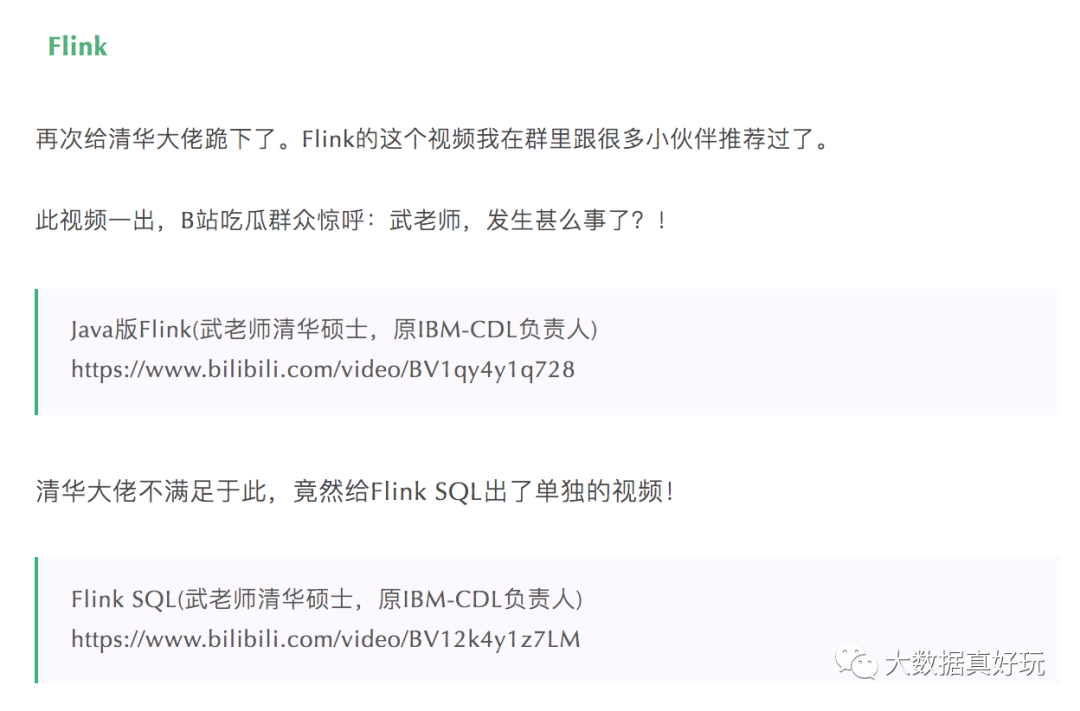 Flink
再次给清华大佬跪下了。Flink的这个视频我在群里跟很多小伙伴推荐过了。
此视频一出，B站吃瓜群众惊呼：武老师，发生甚么事了？！
Java版Flink(武老师清华硕士，原IBM-CDL负责人)
https://www.bilibili.com/video/BV1qy4y1q728
清华大佬不满足于此，竟然给Flink SQL出了单独的视频！
Flink SQL(武老师清华硕士，原IBM-CDL负责人)
https://www.bilibili.com/video/BV12k4y1z7LM
大数据真好玩